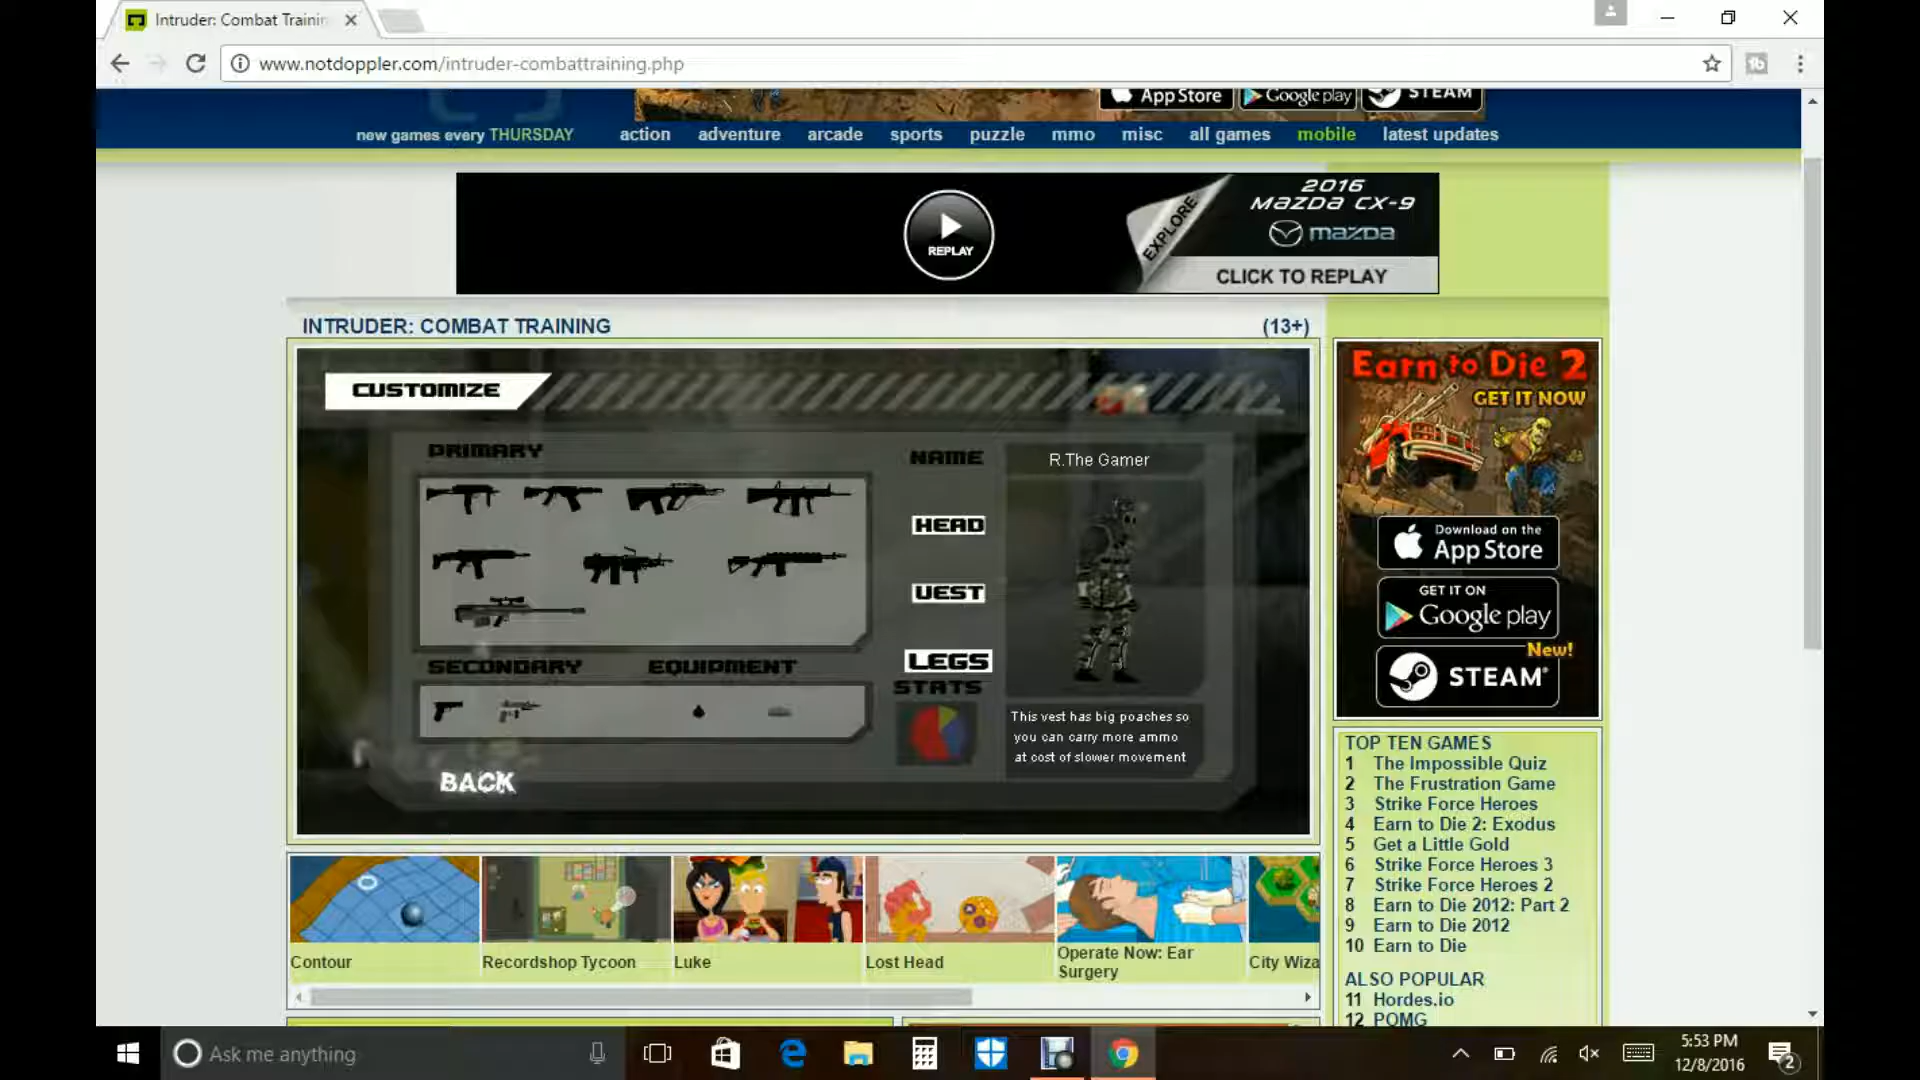 Intruder: Combat Trainin
www.notdoppler.com/intruder-combattraining.php
App Store
Google play
STEAM
new games every THURSDAY
action
adventure
arcade
sports
puzzle
mmo
misc
all games
mobile
latest updates
REPLAY
EXPLORE
2016
mazda CX-9
mazda
CLICK TO REPLAY
INTRUDER: COMBAT TRAINING
(13+)
CUSTOMIZE
PRIMARY
NAME
R.The Gamer
HEAD
VEST
LEGS
SECONDARY
EQUIPMENT
STATS
This vest has big poaches so
you can carry more ammo
at cost of slower movement
BACK
Earn to Die 2
GET IT NOW
Download on the
App Store
GET IT ON
Google play
New!
STEAM
TOP TEN GAMES
1 The Impossible Quiz
2 The Frustration Game
3 Strike Force Heroes
4 Earn to Die 2: Exodus
5 Get a Little Gold
6 Strike Force Heroes 3
7 Strike Force Heroes 2
8 Earn to Die 2012: Part 2
9 Earn to Die 2012
10 Earn to Die
ALSO POPULAR
11 Hordes.io
12 POMG
Contour
Recordshop Tycoon
Luke
Lost Head
Operate Now: Ear
Surgery
City Wiza
Ask me anything
5:53 PM
12/8/2016
2